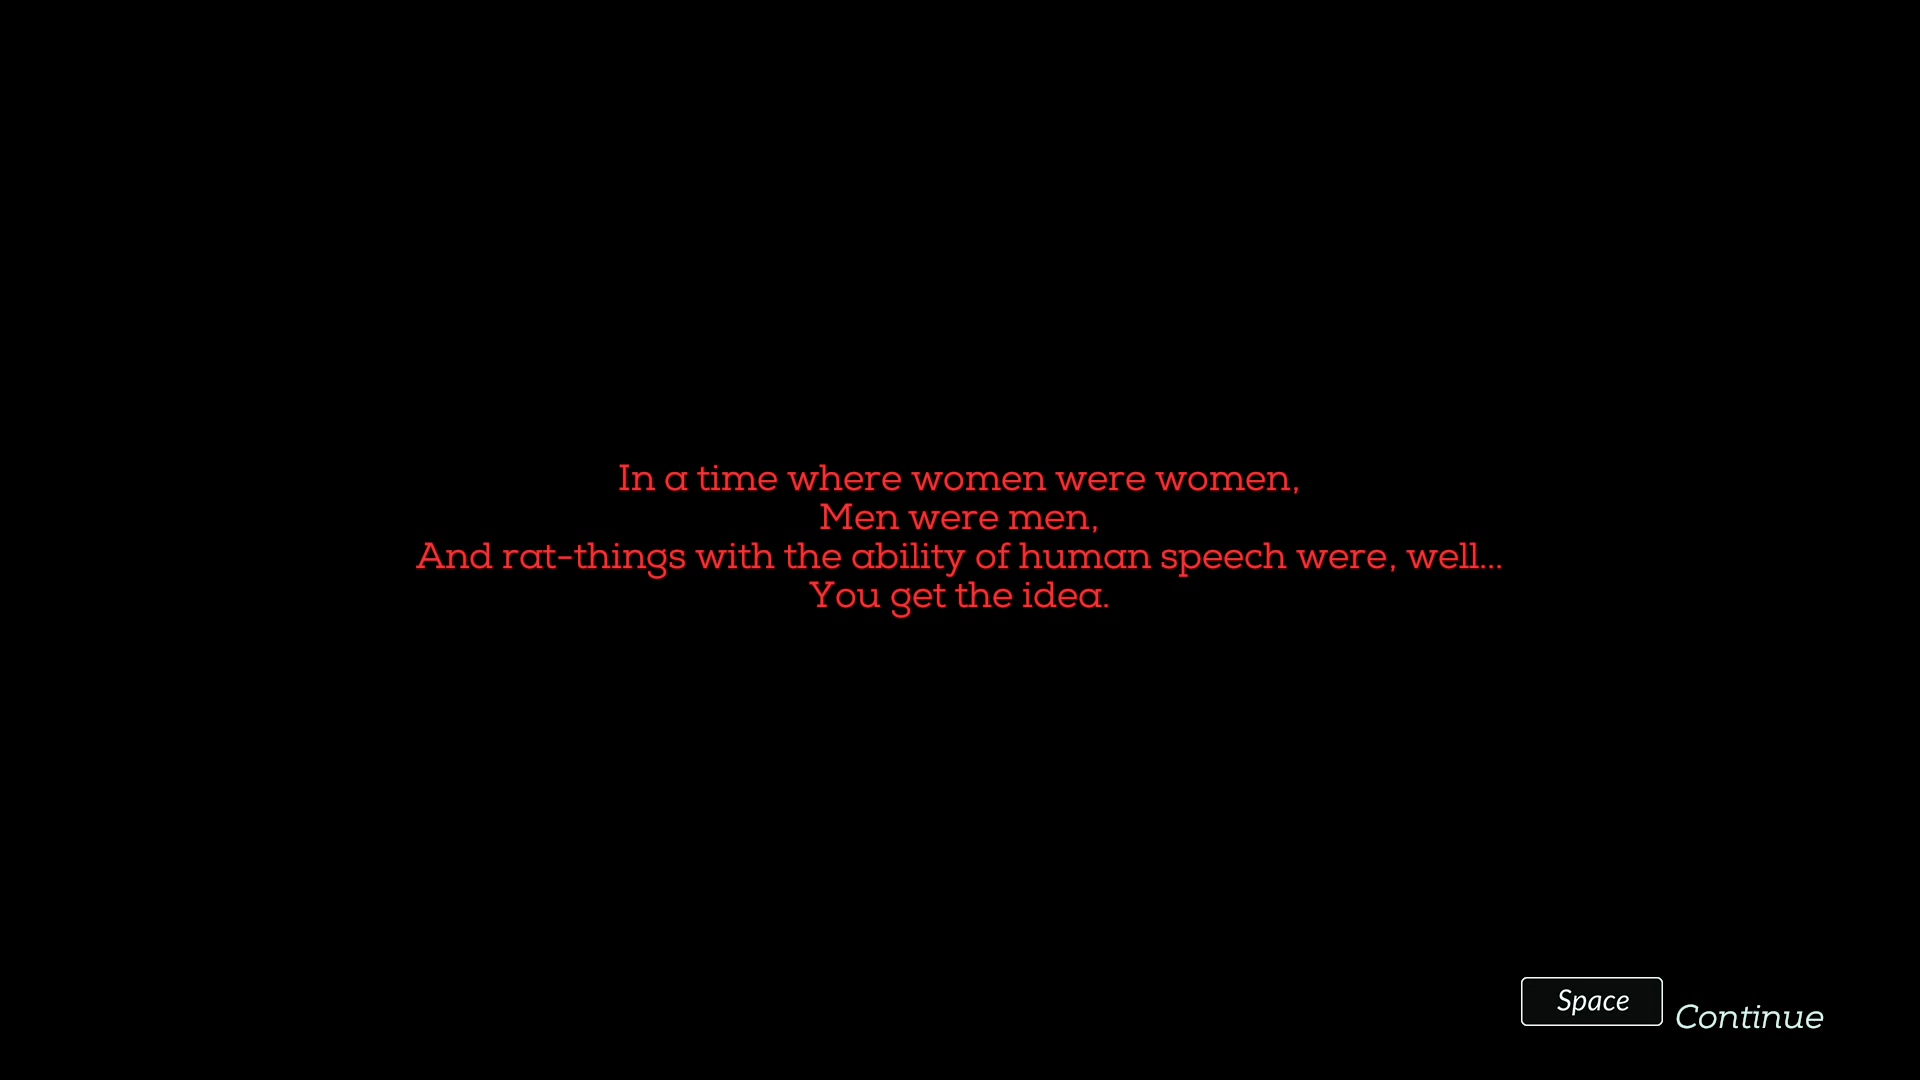 In a time where women were women,
Men were men,
And rat-things with the ability of human speech were, well...
You get the idea.
Space
Continue